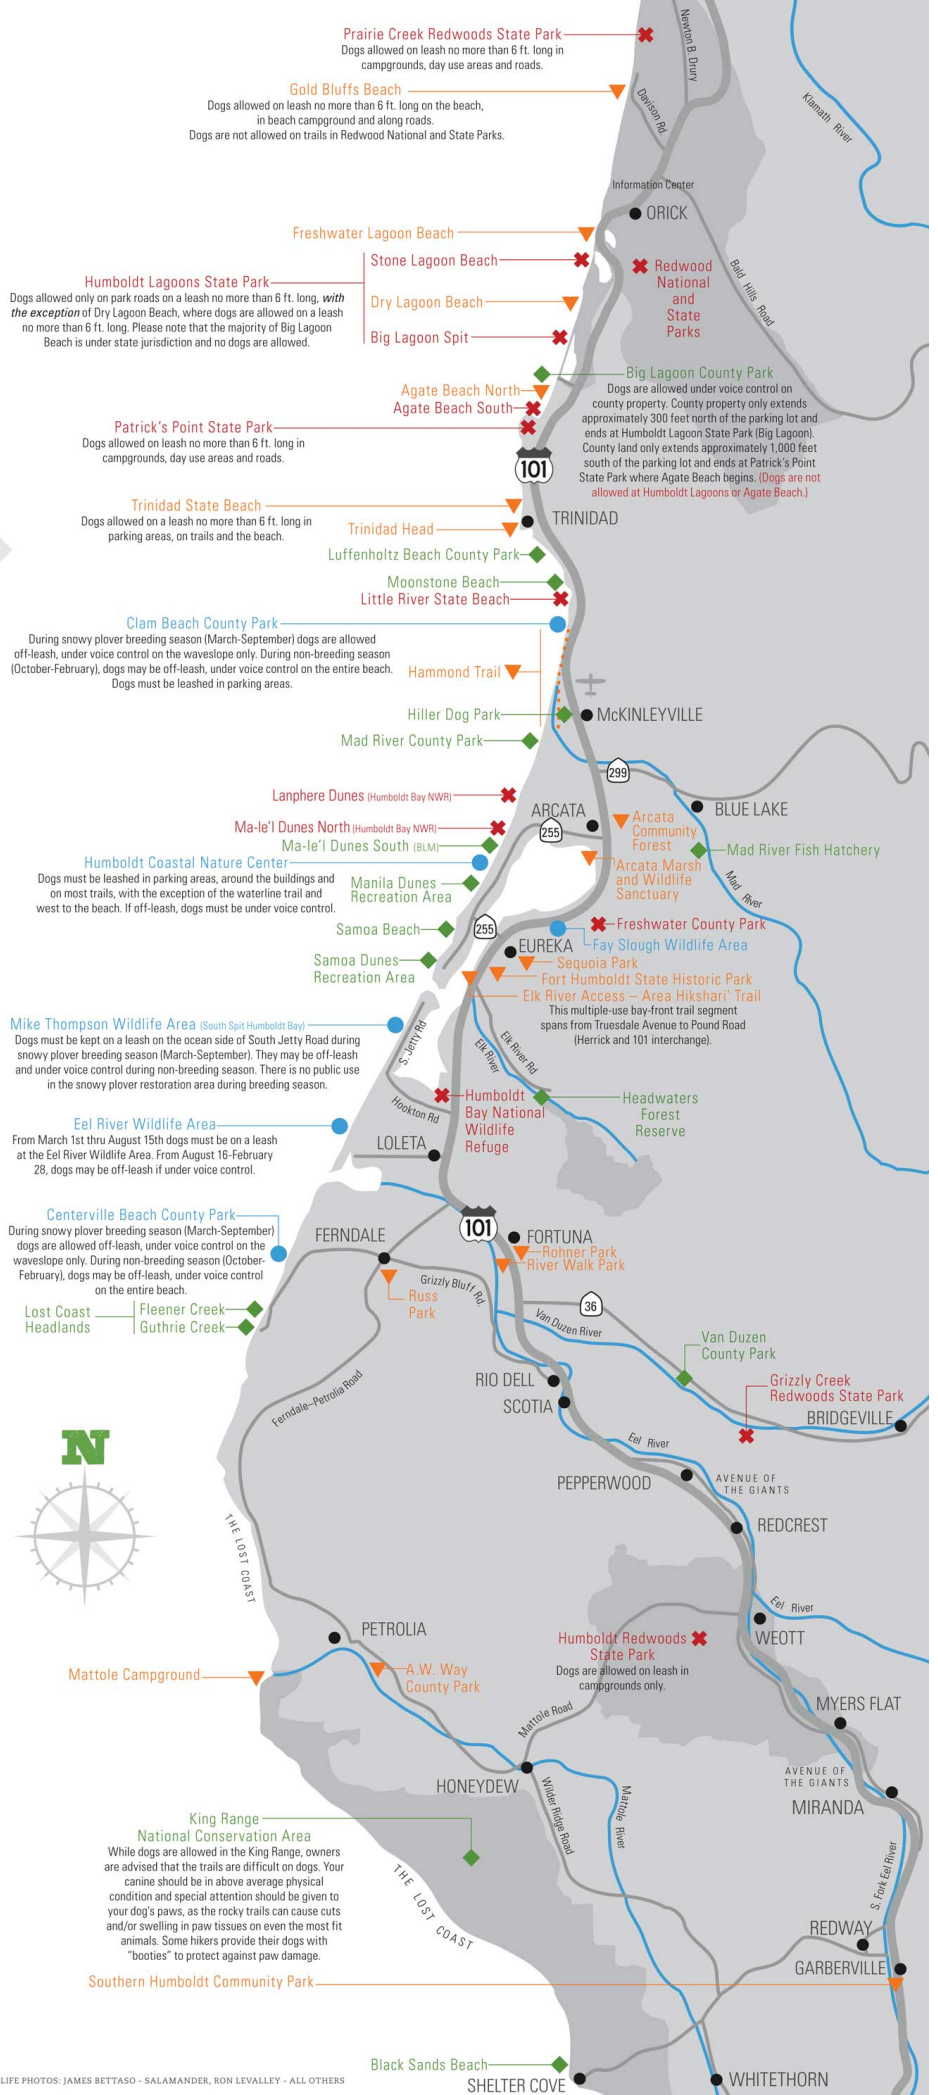 Prairie Creek Redwoods State Park
Dogs allowed on leash no more than 6 ft. long in
campgrounds, day use areas and roads.
Newton B. Drury
Klamath River
Gold Bluffs Beach
Dogs allowed on leash no more than 6 ft. long on the beach,
in beach campground and along roads.
Dogs are not allowed on trails in Redwood National and State Parks.
Davison Rd.
Information Center
ORICK
Freshwater Lagoon Beach
Stone Lagoon Beach
Redwood
National
and
State
Parks
Bald Hills Road
Humboldt Lagoons State Park
Dogs allowed only on park roads on a leash no more than 6 ft. long, with
the exception of Dry Lagoon Beach, where dogs are allowed on a leash
no more than 6 ft. long. Please note that the majority of Big Lagoon
Beach is under state jurisdiction and no dogs are allowed.
Dry Lagoon Beach
Big Lagoon Spit
Big Lagoon County Park
Dogs are allowed under voice control on
county property. County property only extends
approximately 300 feet north of the parking lot and
ends at Humboldt Lagoon State Park (Big Lagoon).
County land only extends approximately 1,000 feet
south of the parking lot and ends at Patrick's Point
State Park where Agate Beach begins. (Dogs are not
allowed at Humboldt Lagoons or Agate Beach.)
Agate Beach North
Agate Beach South
Patrick's Point State Park
Dogs allowed on leash no more than 6 ft. long in
campgrounds, day use areas and roads.
101
Trinidad State Beach
Dogs allowed on a leash no more than 6 ft. long in
parking areas, on trails and the beach.
Trinidad Head
TRINIDAD
Luffenholtz Beach County Park
Moonstone Beach
Little River State Beach
Clam Beach County Park
During snowy plover breeding season (March-September) dogs are allowed
off-leash, under voice control on the waveslope only. During non-breeding season
(October-February), dogs may be off-leash, under voice control on the entire beach.
Dogs must be leashed in parking areas.
Hammond Trail
Hiller Dog Park
McKINLEYVILLE
Mad River County Park
299
Lanphere Dunes (Humboldt Bay NWR)
ARCATA
BLUE LAKE
Ma-le'l Dunes North (Humboldt Bay NWR)
255
Arcata
Community
Forest
Ma-le'l Dunes South (BLM)
Mad River Fish Hatchery
Humboldt Coastal Nature Center
Dogs must be leashed in parking areas, around the buildings and
on most trails, with the exception of the waterline trail and
west to the beach. If off-leash, dogs must be under voice control.
Arcata Marsh
and Wildlife
Sanctuary
Mad River
Manila Dunes
Recreation Area
Samoa Beach
255
Freshwater County Park
EUREKA
Fay Slough Wildlife Area
Samoa Dunes
Recreation Area
Sequoia Park
Fort Humboldt State Historic Park
Elk River Access – Area Hikshari' Trail
This multiple-use bay-front trail segment
spans from Truesdale Avenue to Pound Road
(Herrick and 101 interchange).
Mike Thompson Wildlife Area (South Spit Humboldt Bay)
Dogs must be kept on a leash on the ocean side of South Jetty Road during
snowy plover breeding season (March-September). They may be off-leash
and under voice control during non-breeding season. There is no public use
in the snowy plover restoration area during breeding season.
S. Jetty Rd
Elk River
Elk River Rd
Hookton Rd
Humboldt
Bay National
Wildlife
Refuge
Headwaters
Forest
Reserve
Eel River Wildlife Area
From March 1st thru August 15th dogs must be on a leash
at the Eel River Wildlife Area. From August 16-February
28, dogs may be off-leash if under voice control.
LOLETA
Centerville Beach County Park
During snowy plover breeding season (March-September)
dogs are allowed off-leash, under voice control on the
waveslope only. During non-breeding season (October-
February), dogs may be off-leash, under voice control
on the entire beach.
101
FERNDALE
FORTUNA
Rohner Park
River Walk Park
Russ
Park
Grizzly Bluff Rd.
36
Van Duzen River
Lost Coast
Headlands
Fleener Creek
Guthrie Creek
Van Duzen
County Park
RIO DELL
SCOTIA
Grizzly Creek
Redwoods State Park
BRIDGEVILLE
Ferndale–Petrolia Road
N
Eel River
PEPPERWOOD
AVENUE OF
THE GIANTS
REDCREST
THE LOST COAST
Eel River
WEOTT
PETROLIA
Humboldt Redwoods
State Park
Dogs are allowed on leash in
campgrounds only.
Mattole Campground
A.W. Way
County Park
Mattole Road
MYERS FLAT
HONEYDEW
AVENUE OF
THE GIANTS
MIRANDA
Wilder Ridge Road
Mattole River
King Range
National Conservation Area
While dogs are allowed in the King Range, owners
are advised that the trails are difficult on dogs. Your
canine should be in above average physical
condition and special attention should be given to
your dog's paws, as the rocky trails can cause cuts
and/or swelling in paw tissues on even the most fit
animals. Some hikers provide their dogs with
"booties" to protect against paw damage.
THE LOST COAST
S. Fork Eel River
REDWAY
GARBERVILLE
Southern Humboldt Community Park
Black Sands Beach
SHELTER COVE
WHITETHORN
LIFE PHOTOS: JAMES BETTASO - SALAMANDER, RON LEVALLEY - ALL OTHERS